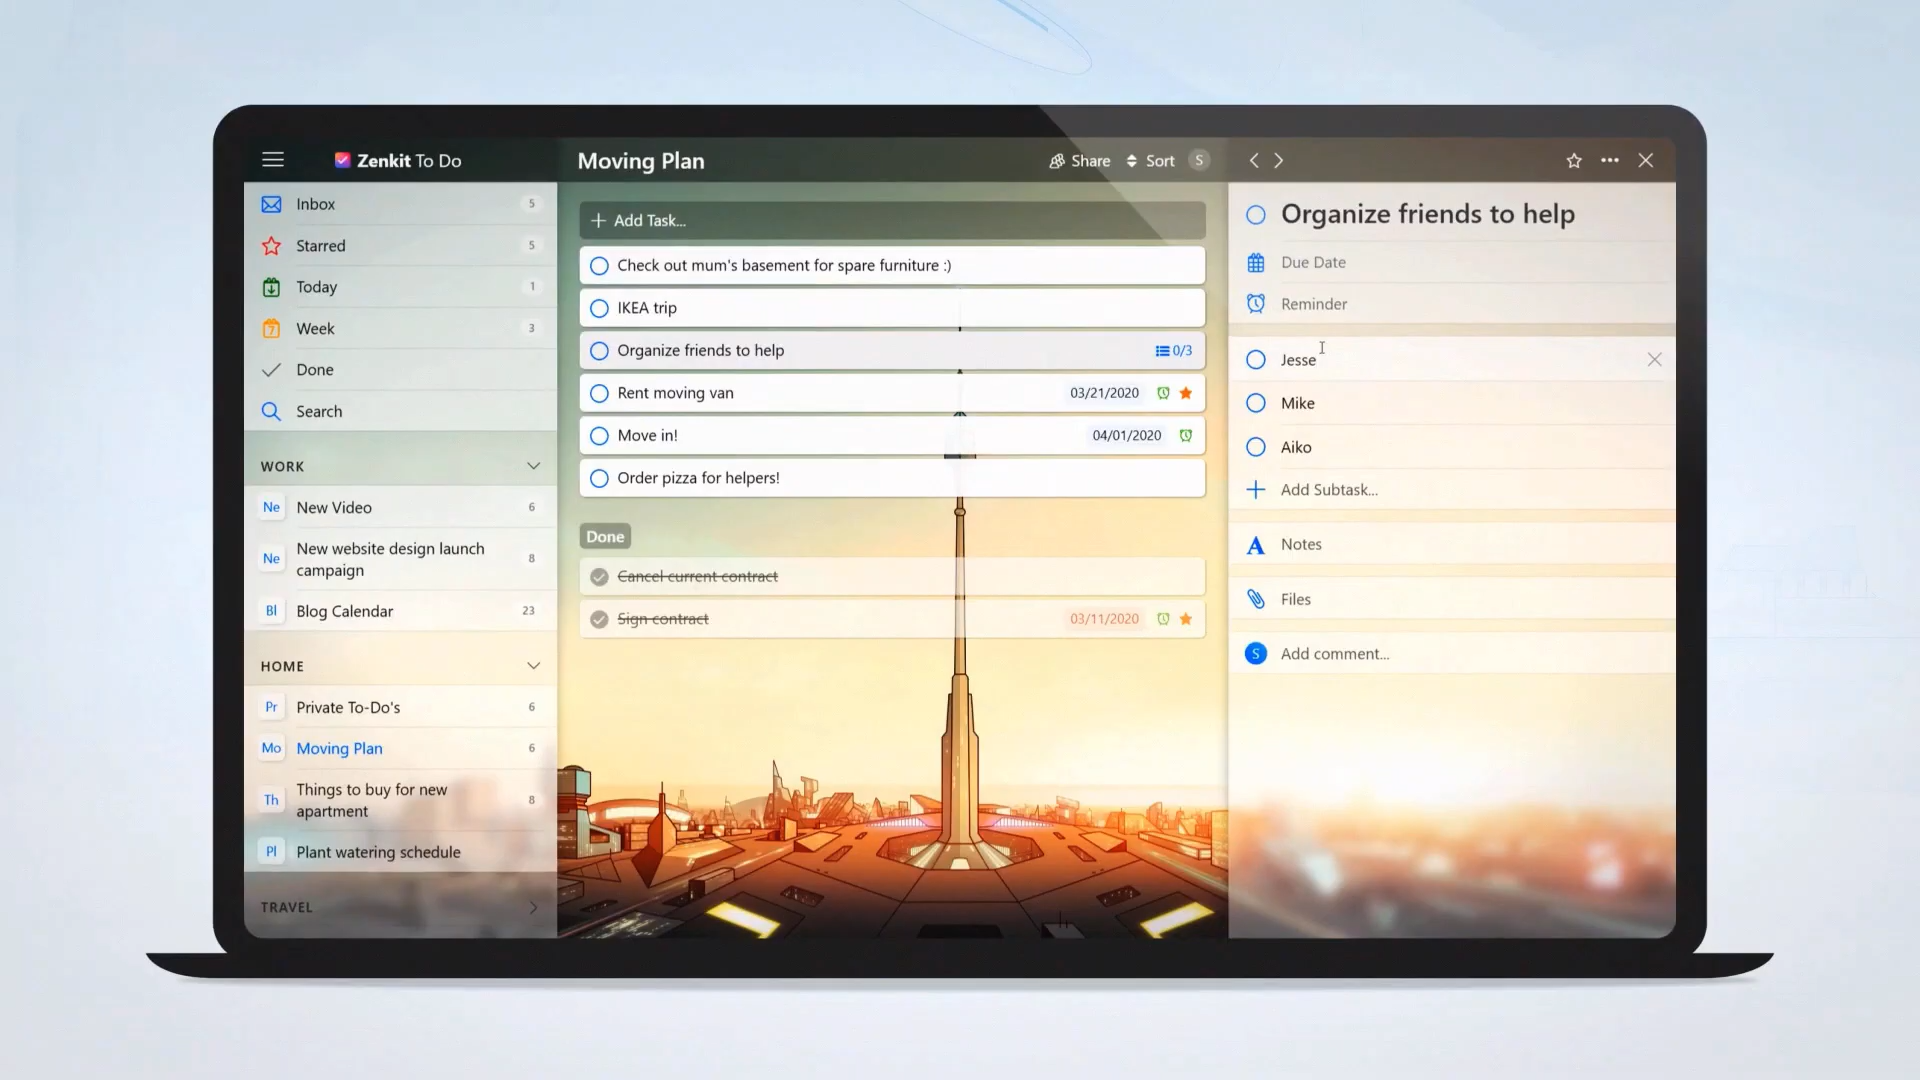 Zenkit To Do
Inbox 5
Starred 5
Today 1
7 Week 3
Done
Search
WORK
Ne New Video 6
Ne New website design launch campaign 8
Bl Blog Calendar 23
HOME
Pr Private To-Do's 6
Mo Moving Plan 6
Th Things to buy for new apartment 8
Pl Plant watering schedule
TRAVEL
Moving Plan Share Sort S
Add Task...
Check out mum's basement for spare furniture :)
IKEA trip
Organize friends to help 0/3
Rent moving van 03/21/2020
Move in! 04/01/2020
Order pizza for helpers!
Done
Cancel current contract
Sign contract 03/11/2020
Organize friends to help
Due Date
Reminder
Jesse
Mike
Aiko
Add Subtask...
A Notes
Files
S Add comment...